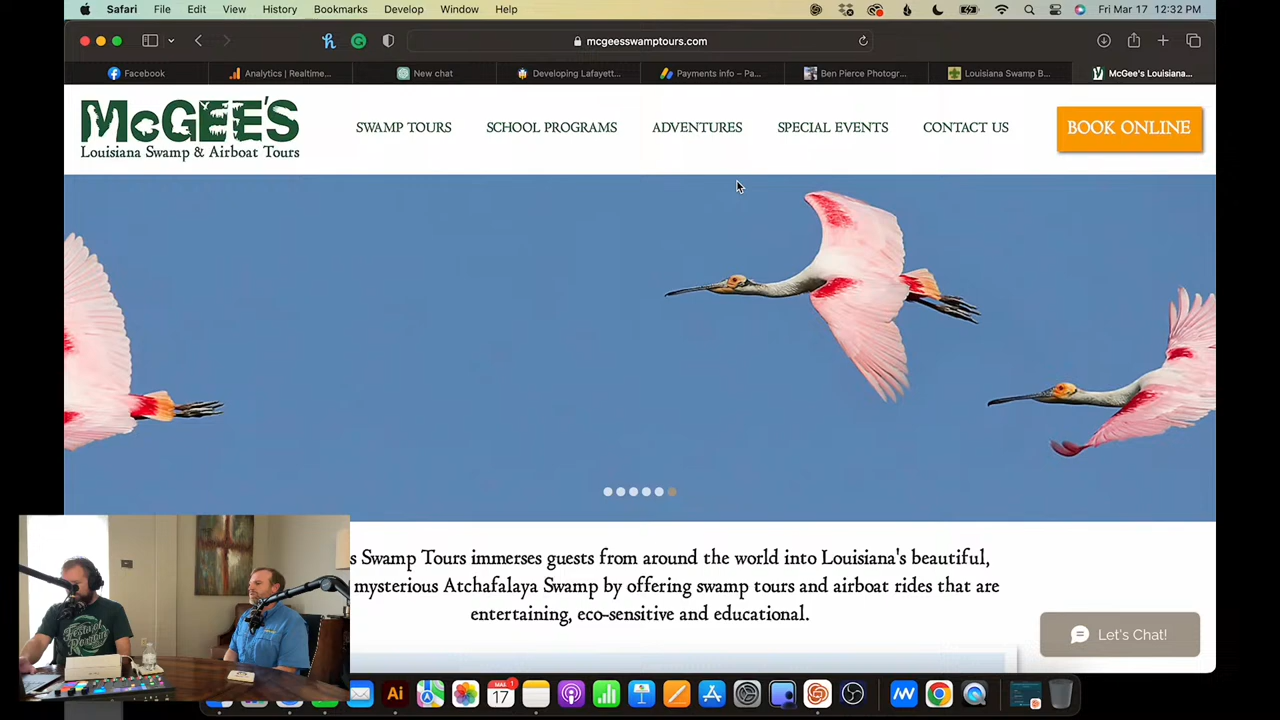 Safari File Edit View History Bookmarks Develop Window Help Fri Mar 17 12:32 PM
mcgeesswamptours.com
Facebook
Analytics | Realtime...
New chat
Developing Lafayett...
Payments info – Pa...
Ben Pierce Photogr...
Louisiana Swamp B...
McGee's Louisiana...
McGEE'S
Louisiana Swamp & Airboat Tours
SWAMP TOURS
SCHOOL PROGRAMS
ADVENTURES
SPECIAL EVENTS
CONTACT US
BOOK ONLINE
s Swamp Tours immerses guests from around the world into Louisiana's beautiful,
mysterious Atchafalaya Swamp by offering swamp tours and airboat rides that are
entertaining, eco-sensitive and educational.
Let's Chat!
MAR
17
1
Ai